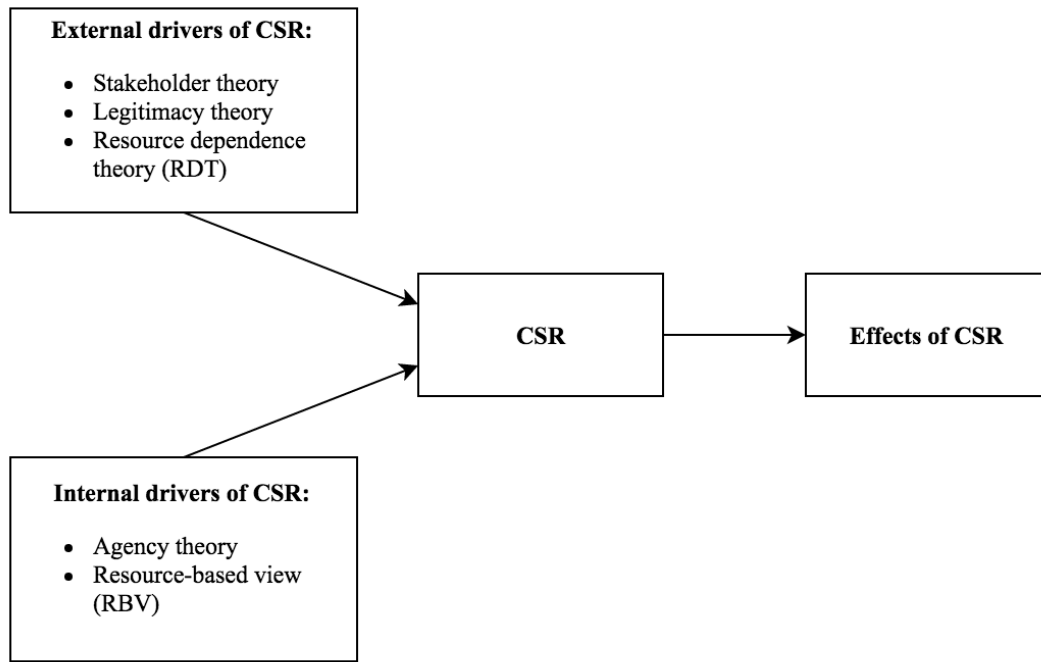 External drivers of CSR:
• Stakeholder theory
• Legitimacy theory
• Resource dependence
theory (RDT)
CSR
Effects of CSR
Internal drivers of CSR:
• Agency theory
• Resource-based view
(RBV)